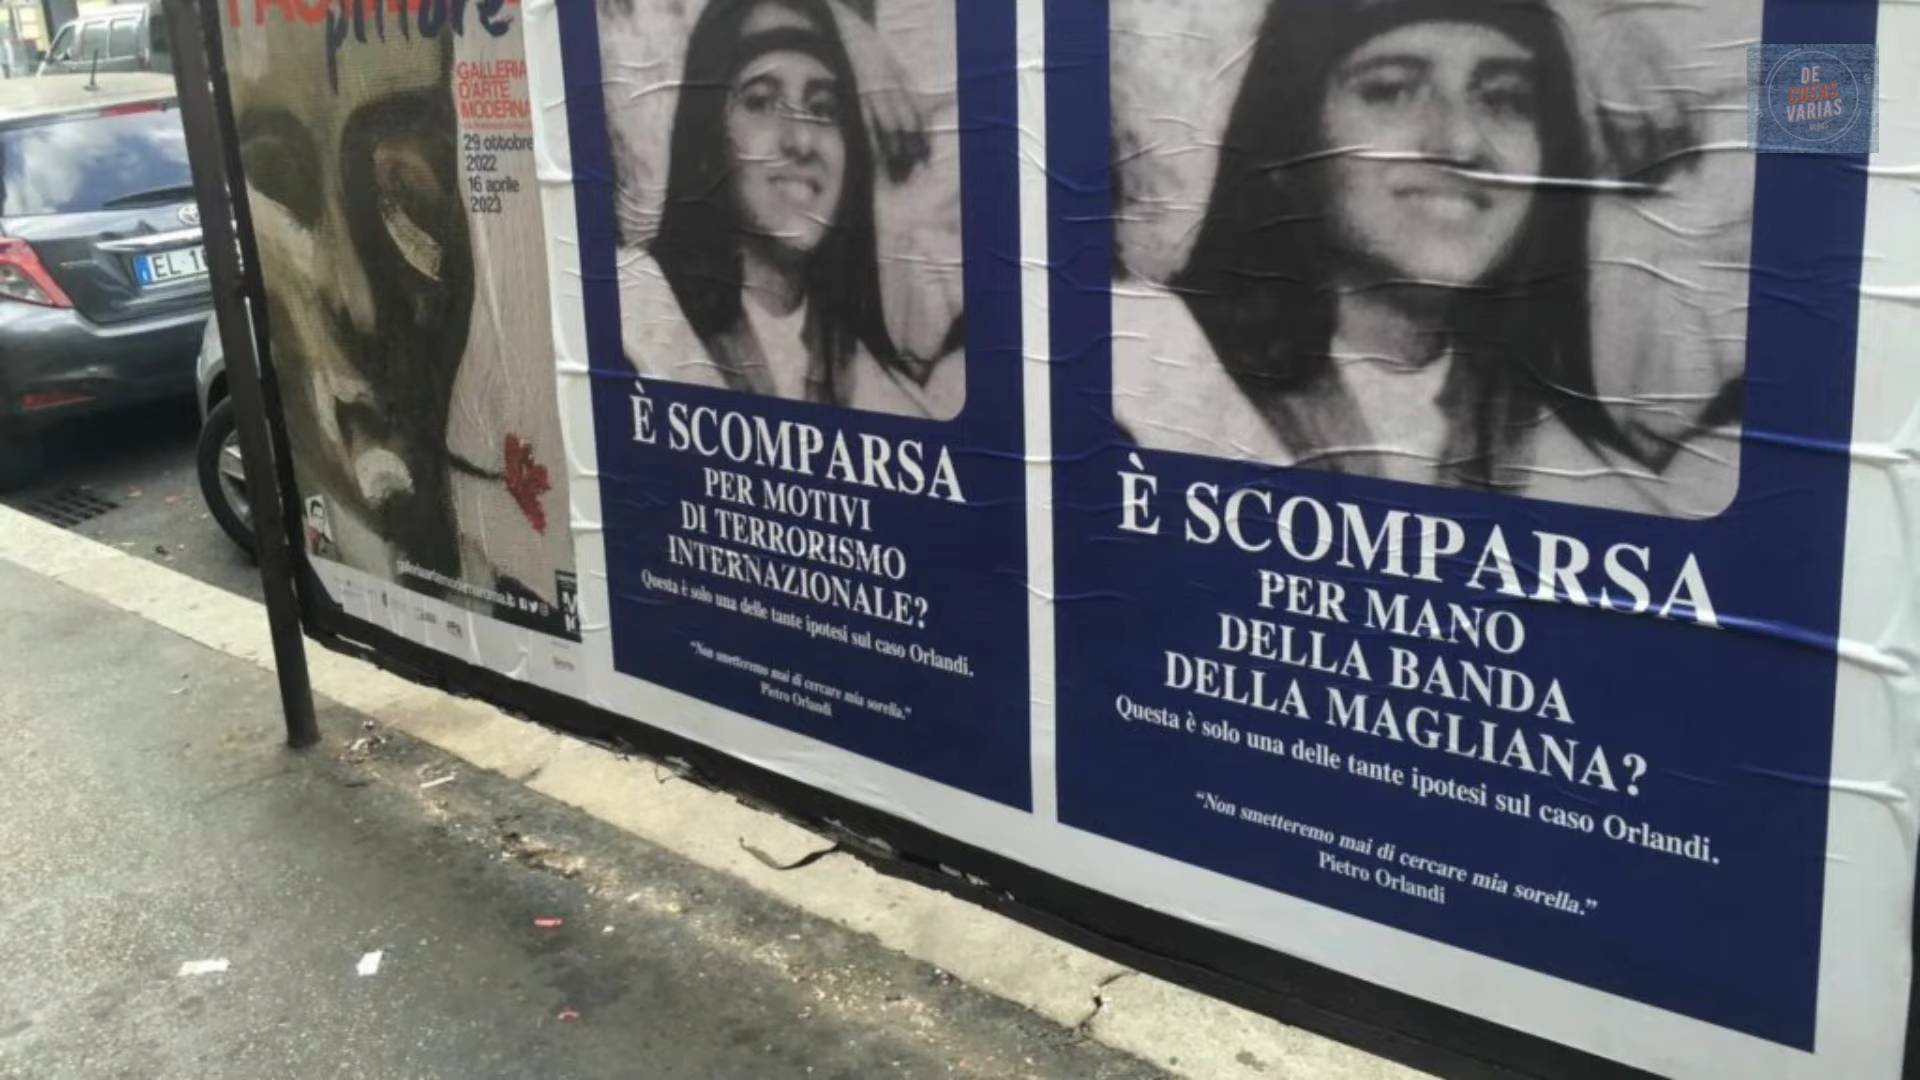 pittore
GALLERIA
D'ARTE
MODERNA
29 ottobre
2022
16 aprile
2023
EL
È SCOMPARSA
PER MOTIVI
DI TERRORISMO
INTERNAZIONALE?
Questa è solo una delle tante ipotesi sul caso Orlandi.
“Non smetteremo mai di cercare mia sorella.”
Pietro Orlandi
È SCOMPARSA
PER MANO
DELLA BANDA
DELLA MAGLIANA?
Questa è solo una delle tante ipotesi sul caso Orlandi.
“Non smetteremo mai di cercare mia sorella.”
Pietro Orlandi
DE
COSAS
VARIAS